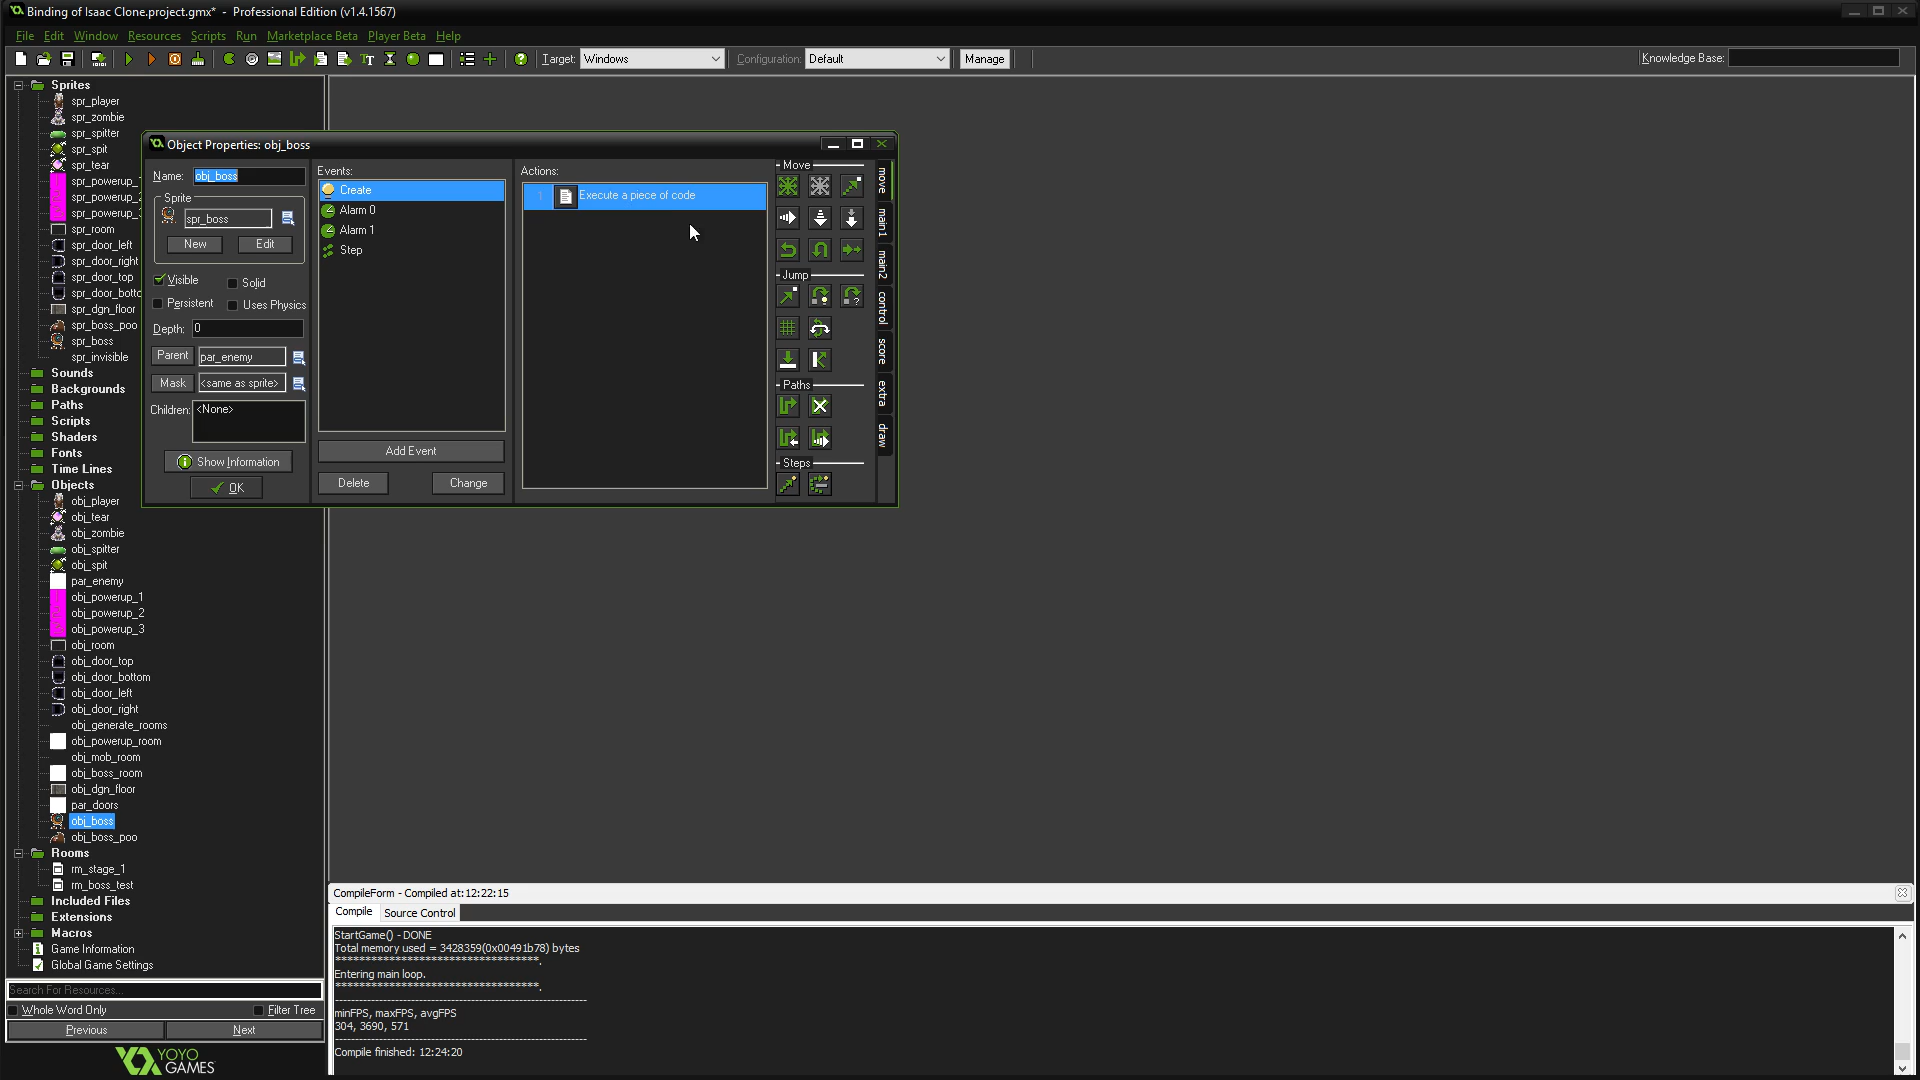 Binding of Isaac Clone.project.gmx* - Professional Edition (v1.4.1567)
File Edit Window Resources Scripts Run Marketplace Beta Player Beta Help
Target: Windows Configuration: Default Manage Knowledge Base:
Sprites
spr_player
spr_zombie
spr_spitter
spr_spit
spr_tear
spr_powerup_
spr_powerup_
spr_powerup_
spr_room
spr_door_left
spr_door_right
spr_door_top
spr_door_botto
spr_dgn_floor
spr_boss_poo
spr_boss
spr_invisible
Sounds
Backgrounds
Paths
Scripts
Shaders
Fonts
Time Lines
Objects
obj_player
obj_tear
obj_zombie
obj_spitter
obj_spit
par_enemy
obj_powerup_1
obj_powerup_2
obj_powerup_3
obj_room
obj_door_top
obj_door_bottom
obj_door_left
obj_door_right
obj_generate_rooms
obj_powerup_room
obj_mob_room
obj_boss_room
obj_dgn_floor
par_doors
obj_boss
obj_boss_poo
Rooms
rm_stage_1
rm_boss_test
Included Files
Extensions
Macros
Game Information
Global Game Settings
Search For Resources...
Whole Word Only Filter Tree
Previous Next
YOYO
GAMES
Object Properties: obj_boss
Name: obj_boss
Sprite
spr_boss
New Edit
Visible Solid
Persistent Uses Physics
Depth: 0
Parent par_enemy
Mask <same as sprite>
Children: <None>
Show Information
OK
Events:
Create
Alarm 0
Alarm 1
Step
Add Event
Delete Change
Actions:
1 Execute a piece of code
Move
Jump
Paths
Steps
move
main1
main2
control
score
extra
draw
CompileForm - Compiled at: 12:22:15
Compile Source Control
StartGame() - DONE
Total memory used = 3428359(0x00491b78) bytes
**********************************.
Entering main loop.
**********************************.
minFPS, maxFPS, avgFPS
304, 3690, 571
Compile finished: 12:24:20